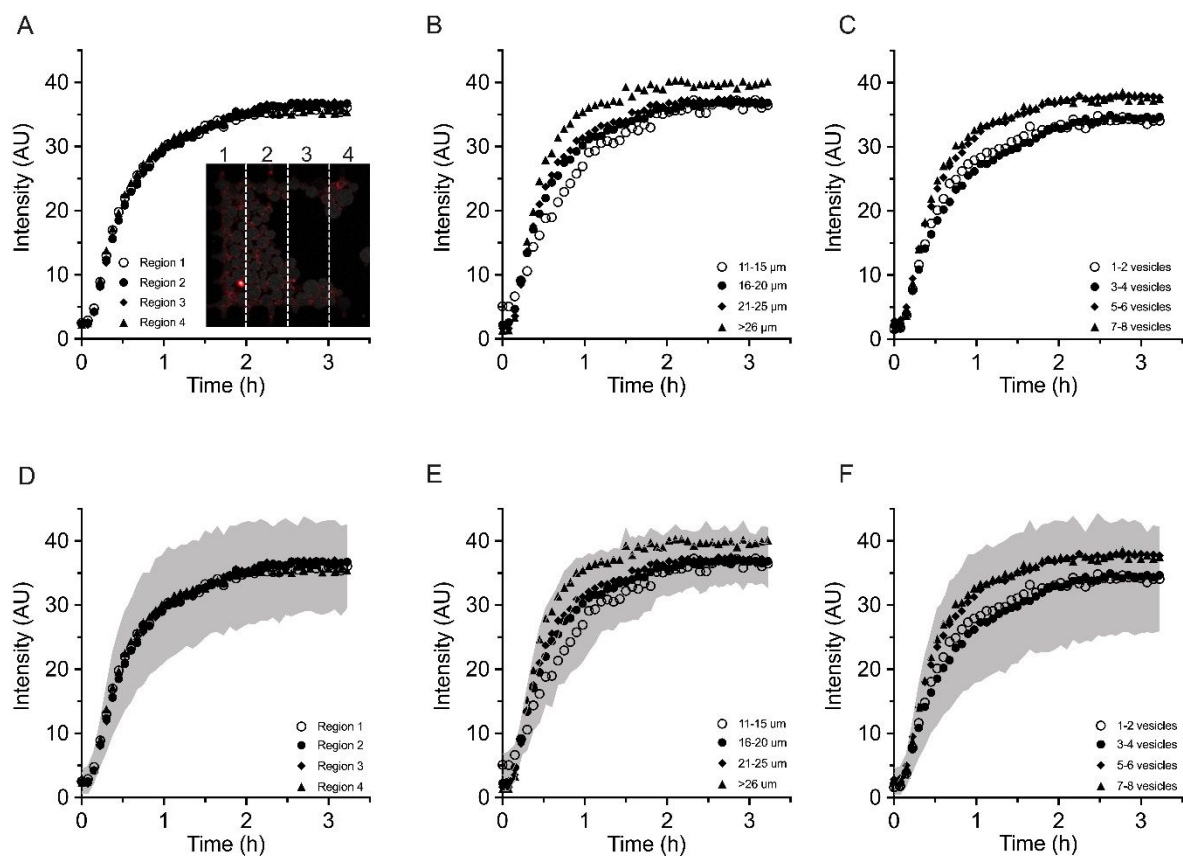 A
Intensity (AU)
40
30
20
10
0
1 2 3 4
Region 1
Region 2
Region 3
Region 4
0 1 2 3
Time (h)
B
Intensity (AU)
40
30
20
10
0
11-15 µm
16-20 µm
21-25 µm
>26 µm
0 1 2 3
Time (h)
C
Intensity (AU)
40
30
20
10
0
1-2 vesicles
3-4 vesicles
5-6 vesicles
7-8 vesicles
0 1 2 3
Time (h)
D
Intensity (AU)
40
30
20
10
0
Region 1
Region 2
Region 3
Region 4
0 1 2 3
Time (h)
E
Intensity (AU)
40
30
20
10
0
11-15 um
16-20 um
21-25 um
>26 um
0 1 2 3
Time (h)
F
Intensity (AU)
40
30
20
10
0
1-2 vesicles
3-4 vesicles
5-6 vesicles
7-8 vesicles
0 1 2 3
Time (h)